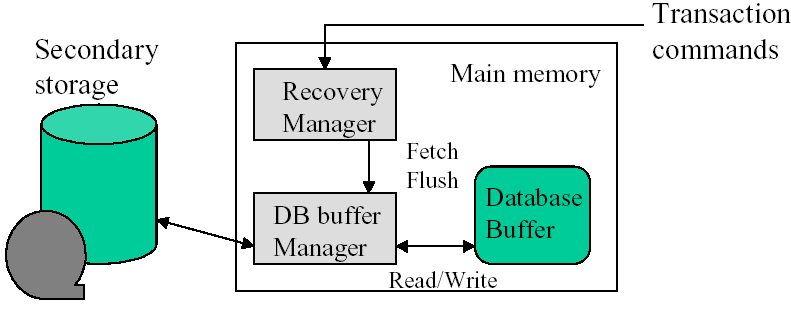 Transaction
commands
Secondary
storage
Main memory
Recovery
Manager
Fetch
Flush
DB buffer
Manager
Database
Buffer
Read/Write